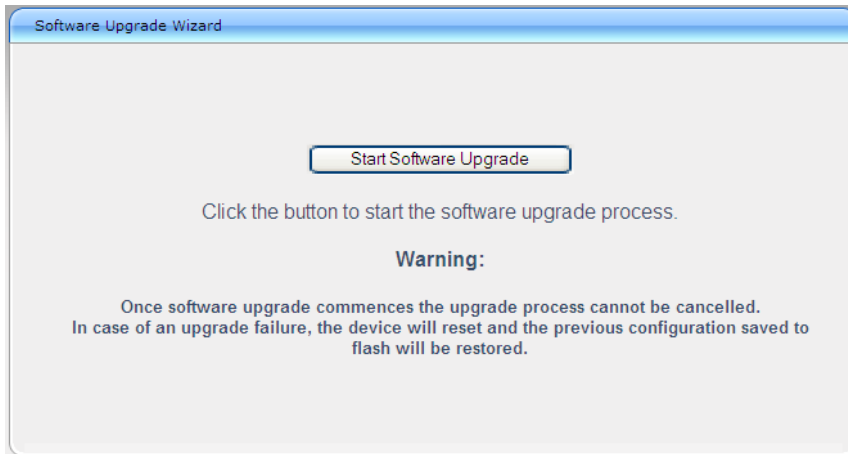 Software Upgrade Wizard
Start Software Upgrade
Click the button to start the software upgrade process.
Warning:
Once software upgrade commences the upgrade process cannot be cancelled.
In case of an upgrade failure, the device will reset and the previous configuration saved to
flash will be restored.